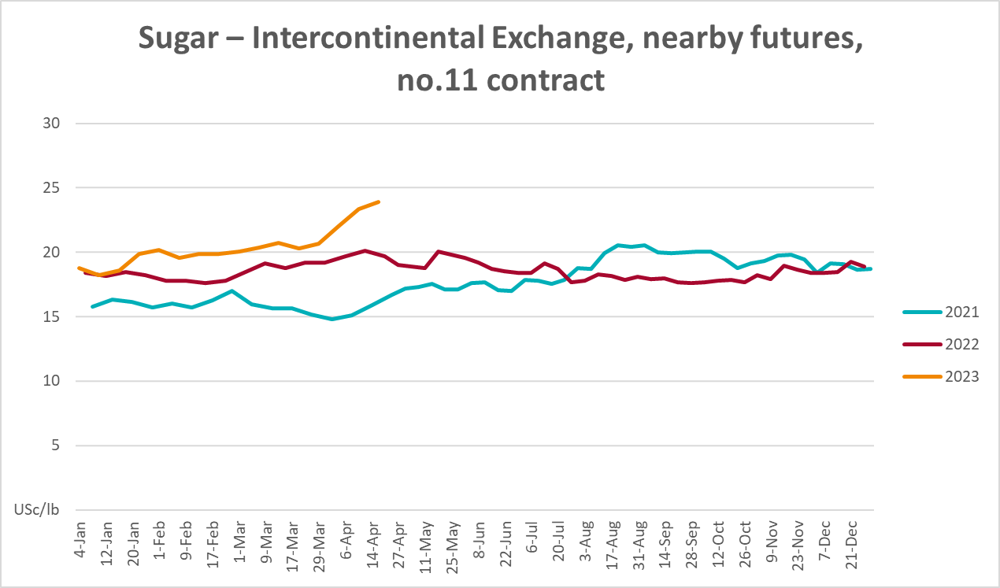 Sugar – Intercontinental Exchange, nearby futures,
no.11 contract
30
25
20
15
10
5
USc/lb
4-Jan
12-Jan
20-Jan
1-Feb
9-Feb
17-Feb
1-Mar
9-Mar
17-Mar
29-Mar
6-Apr
14-Apr
27-Apr
11-May
25-May
8-Jun
22-Jun
6-Jul
20-Jul
3-Aug
17-Aug
31-Aug
14-Sep
28-Sep
12-Oct
26-Oct
9-Nov
23-Nov
7-Dec
21-Dec
2021
2022
2023